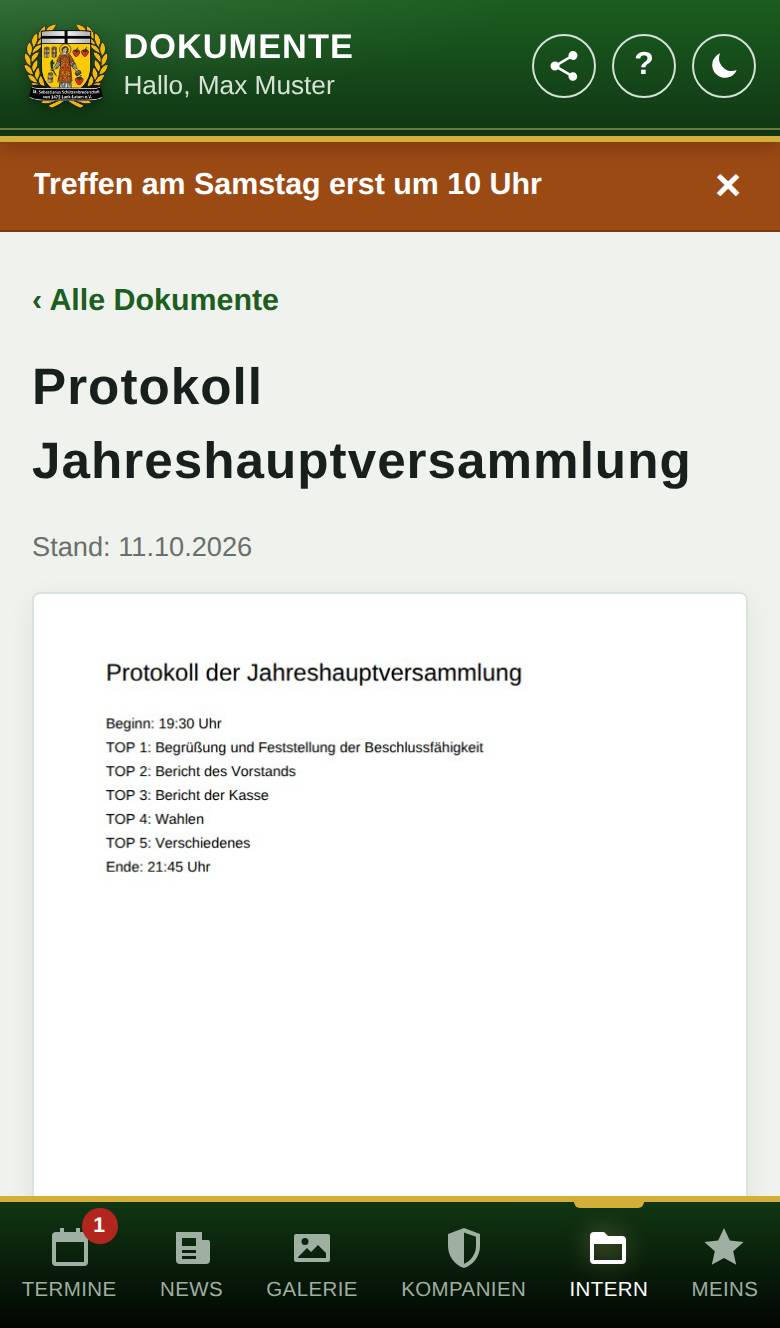 DOKUMENTE
Hallo, Max Muster
?
Treffen am Samstag erst um 10 Uhr
×
‹ Alle Dokumente
Protokoll
Jahreshauptversammlung
Stand: 11.10.2026
Protokoll der Jahreshauptversammlung
Beginn: 19:30 Uhr
TOP 1: Begrüßung und Feststellung der Beschlussfähigkeit
TOP 2: Bericht des Vorstands
TOP 3: Bericht der Kasse
TOP 4: Wahlen
TOP 5: Verschiedenes
Ende: 21:45 Uhr
1
TERMINE NEWS GALERIE KOMPANIEN INTERN MEINS